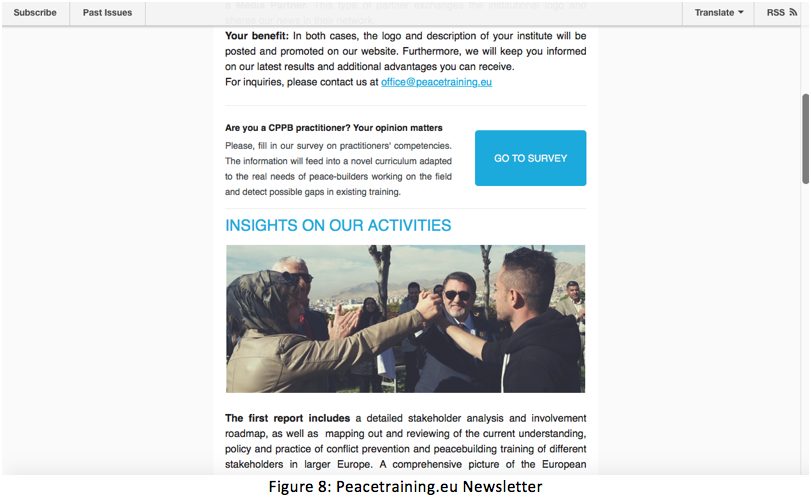 Subscribe
Past Issues
Translate
RSS
a Media Partner. This type of partner exchanges the institutional logo and
shares our news in their network.
Your benefit: In both cases, the logo and description of your institute will be
posted and promoted on our website. Furthermore, we will keep you informed
on our latest results and additional advantages you can receive.
For inquiries, please contact us at office@peacetraining.eu
Are you a CPPB practitioner? Your opinion matters
Please, fill in our survey on practitioners' competencies.
The information will feed into a novel curriculum adapted
to the real needs of peace-builders working on the field
and detect possible gaps in existing training.
GO TO SURVEY
INSIGHTS ON OUR ACTIVITIES
The first report includes a detailed stakeholder analysis and involvement
roadmap, as well as mapping out and reviewing of the current understanding,
policy and practice of conflict prevention and peacebuilding training of different
stakeholders in larger Europe. A comprehensive picture of the European
Figure 8: Peacetraining.eu Newsletter